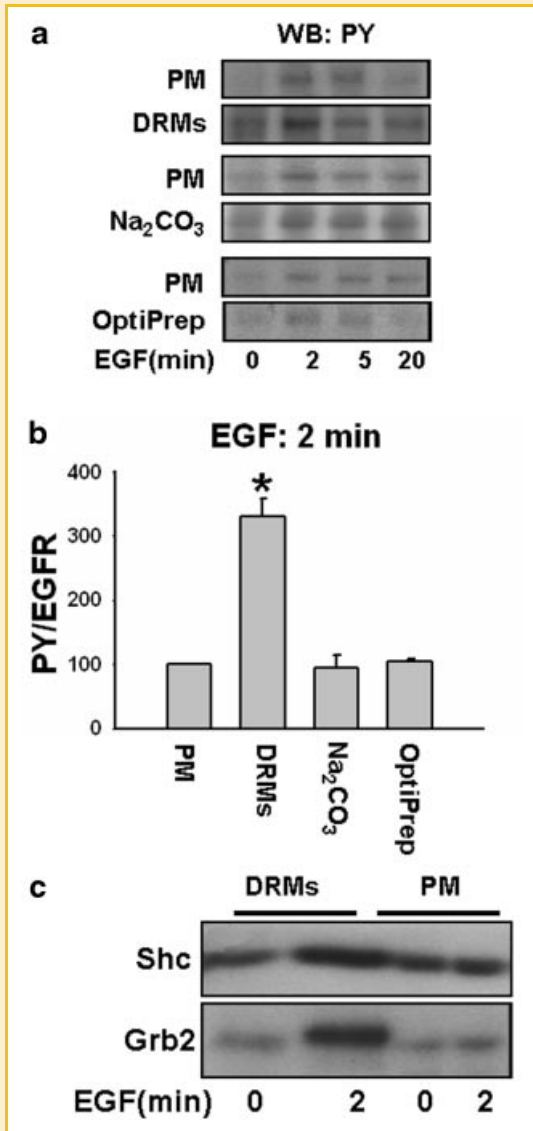 a
WB: PY
PM
DRMs
PM
Na₂CO₃
PM
OptiPrep
EGF(min) 0 2 5 20
b
EGF: 2 min
PY/EGFR
400
300
200
100
0
*
PM
DRMs
Na₂CO₃
OptiPrep
c
DRMs PM
Shc
Grb2
EGF(min) 0 2 0 2